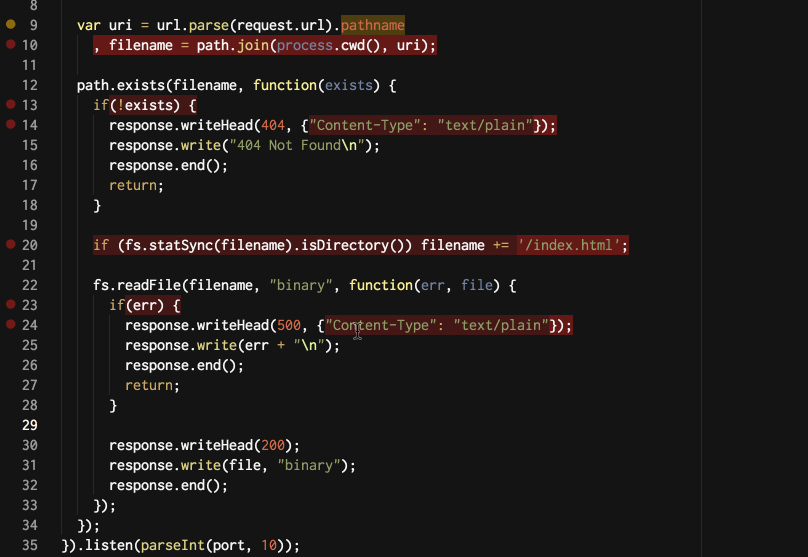 8
9 var uri = url.parse(request.url).pathname
10 , filename = path.join(process.cwd(), uri);
11
12 path.exists(filename, function(exists) {
13 if(!exists) {
14 response.writeHead(404, {"Content-Type": "text/plain"});
15 response.write("404 Not Found\n");
16 response.end();
17 return;
18 }
19
20 if (fs.statSync(filename).isDirectory()) filename += '/index.html';
21
22 fs.readFile(filename, "binary", function(err, file) {
23 if(err) {
24 response.writeHead(500, {"Content-Type": "text/plain"});
25 response.write(err + "\n");
26 response.end();
27 return;
28 }
29
30 response.writeHead(200);
31 response.write(file, "binary");
32 response.end();
33 });
34 });
35 }).listen(parseInt(port, 10));